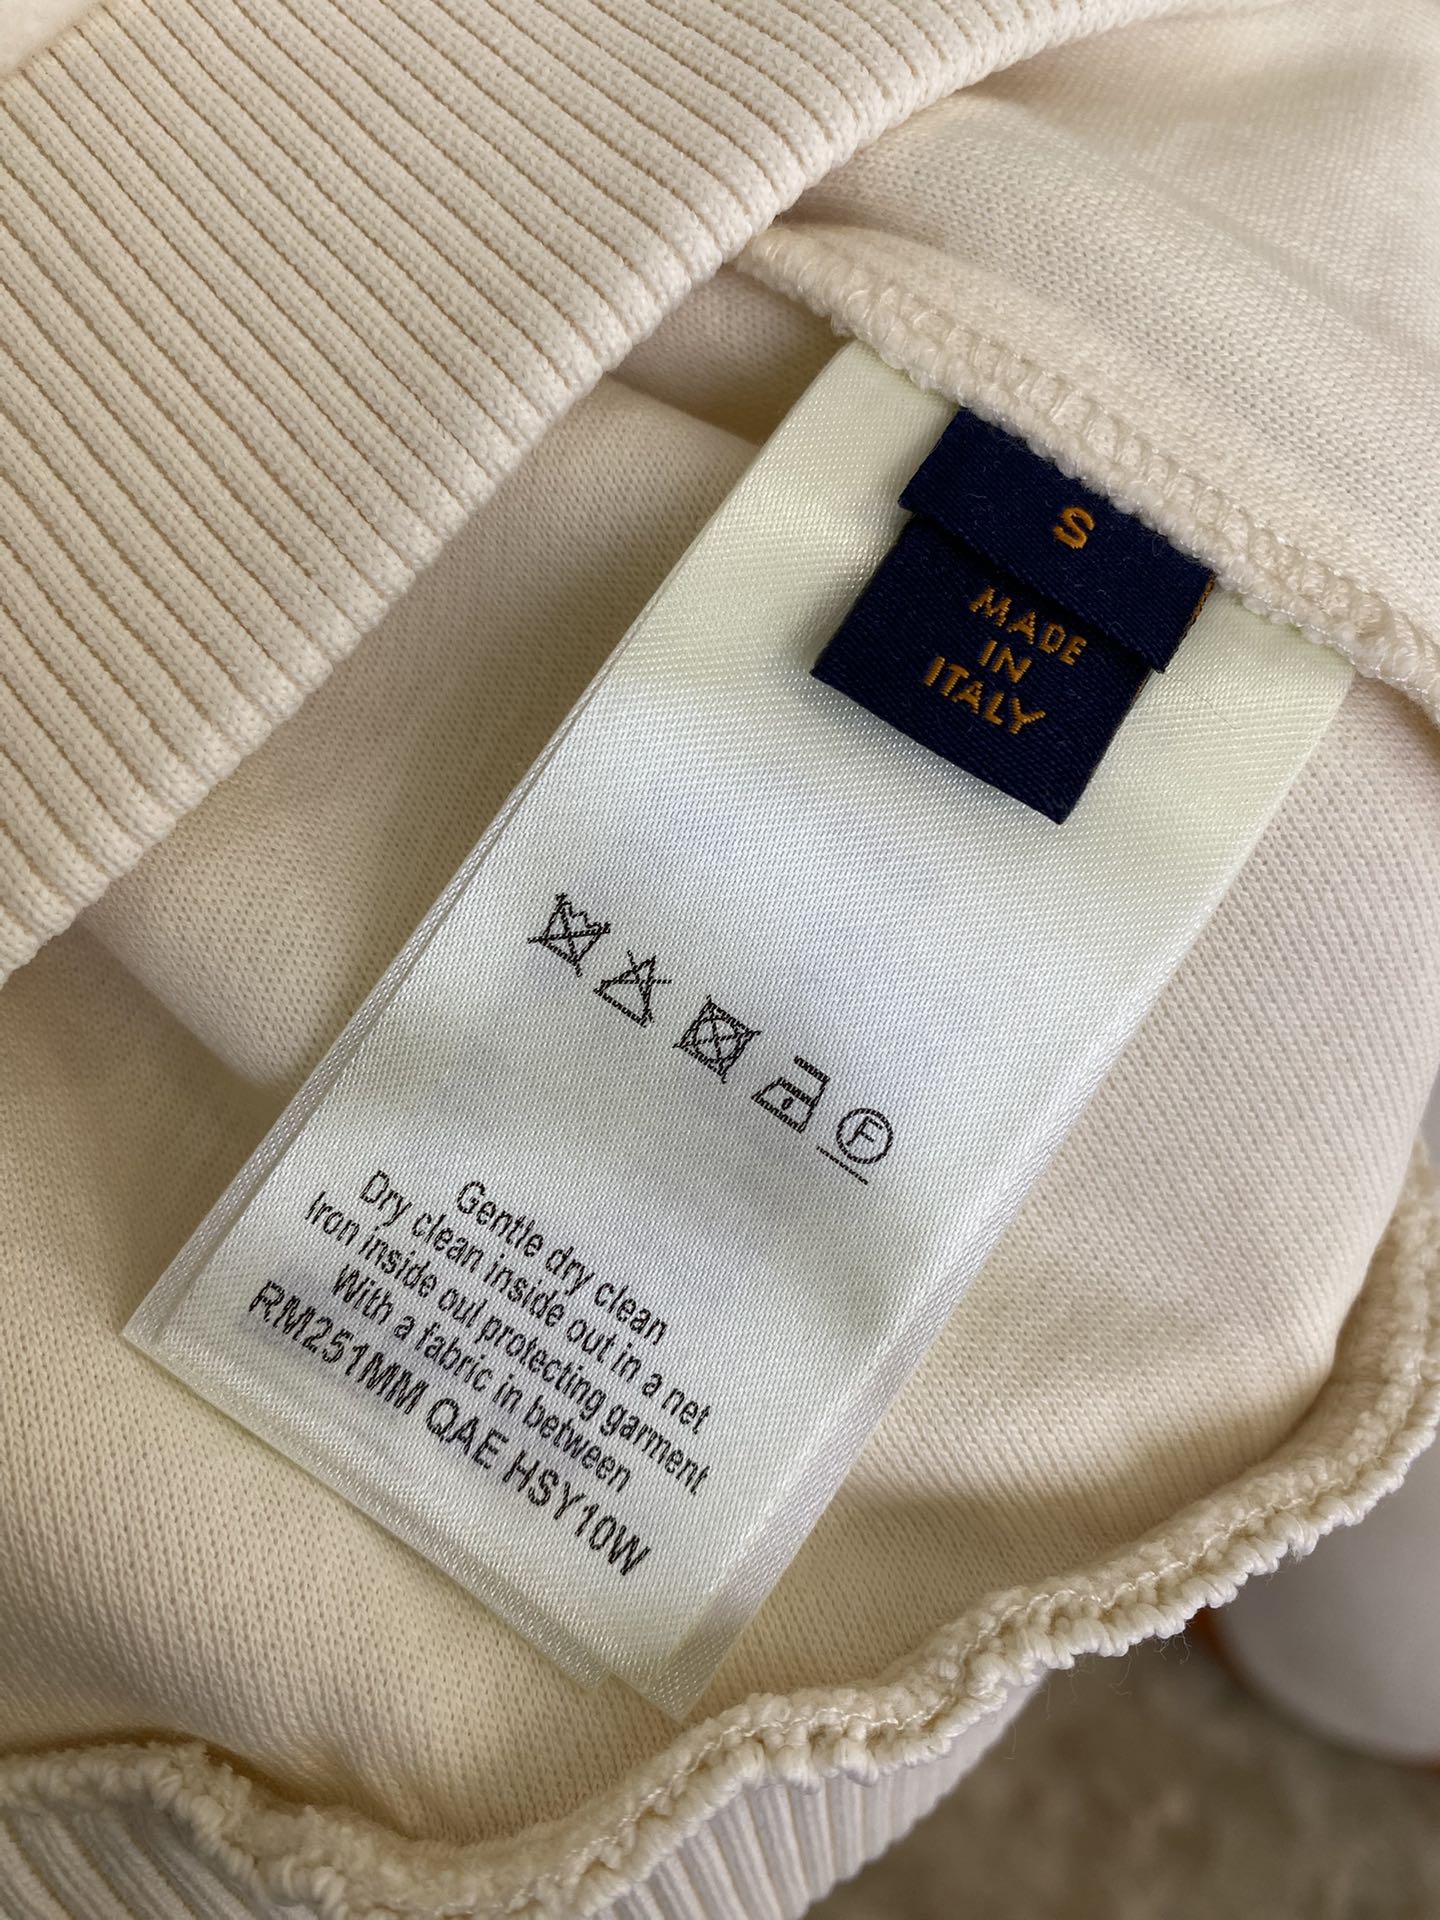 S
MADE
IN
ITALY
F
Gentle dry clean
Dry clean inside out in a net
Iron inside oul protecting garment
With a fabric in between
RM251MM QAE HSY10W